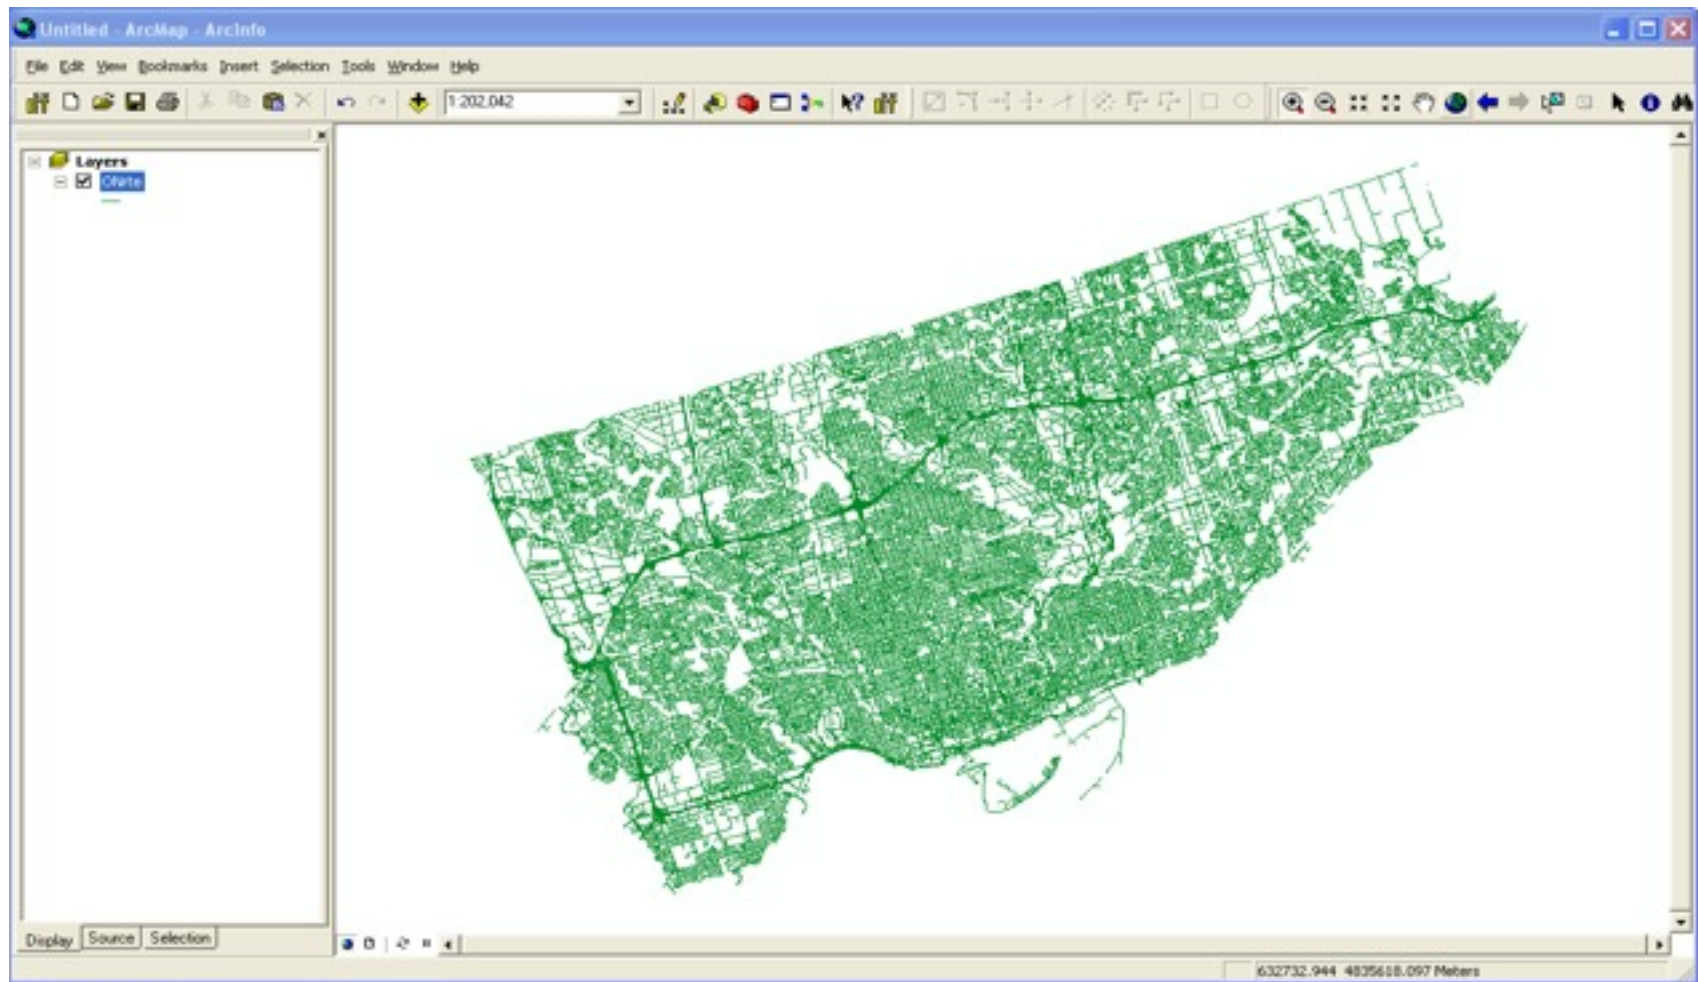 Untitled - ArcMap - ArcInfo
File Edit View Bookmarks Insert Selection Tools Window Help
1:202,042
Layers
ONrte
Display Source Selection
632732.944 4835618.097 Meters